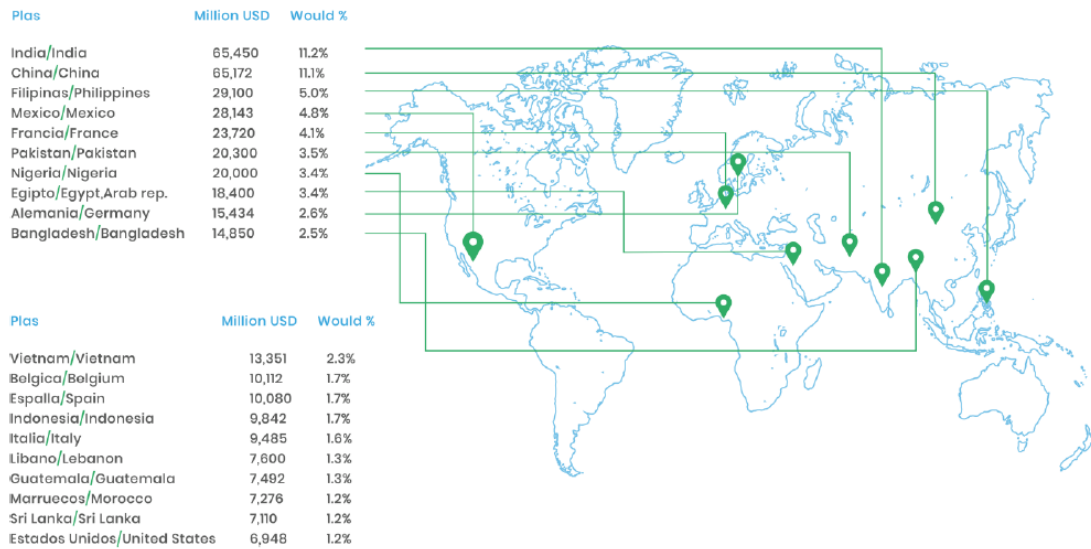 Plas Million USD Would %
India/India 65,450 11.2%
China/China 65,172 11.1%
Filipinas/Philippines 29,100 5.0%
Mexico/Mexico 28,143 4.8%
Francia/France 23,720 4.1%
Pakistan/Pakistan 20,300 3.5%
Nigeria/Nigeria 20,000 3.4%
Egipto/Egypt,Arab rep. 18,400 3.4%
Alemania/Germany 15,434 2.6%
Bangladesh/Bangladesh 14,850 2.5%
Plas Million USD Would %
Vietnam/Vietnam 13,351 2.3%
Belgica/Belgium 10,112 1.7%
Espalla/Spain 10,080 1.7%
Indonesia/Indonesia 9,842 1.7%
Italia/Italy 9,485 1.6%
Libano/Lebanon 7,600 1.3%
Guatemala/Guatemala 7,492 1.3%
Marruecos/Morocco 7,276 1.2%
Sri Lanka/Sri Lanka 7,110 1.2%
Estados Unidos/United States 6,948 1.2%